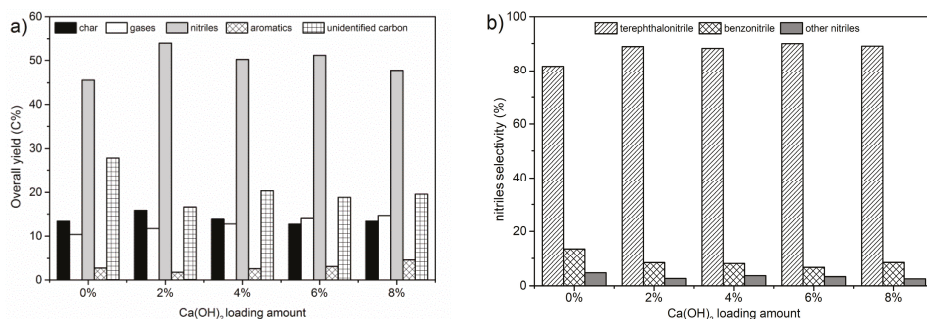 a)
char gases nitriles aromatics unidentified carbon
Overall yield (C%)
60
50
40
30
20
10
0
0% 2% 4% 6% 8%
Ca(OH)₂ loading amount
b)
terephthalonitrile benzonitrile other nitriles
nitriles selectivity (%)
100
80
60
40
20
0
0% 2% 4% 6% 8%
Ca(OH)₂ loading amount